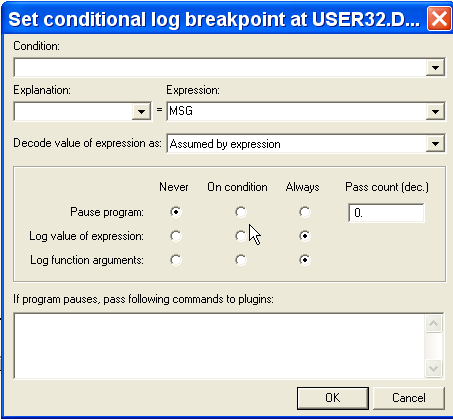 Set conditional log breakpoint at USER32.D...
Condition:
Explanation: Expression:
= MSG
Decode value of expression as: Assumed by expression
Never On condition Always Pass count (dec.)
Pause program: 0.
Log value of expression:
Log function arguments:
If program pauses, pass following commands to plugins:
OK Cancel